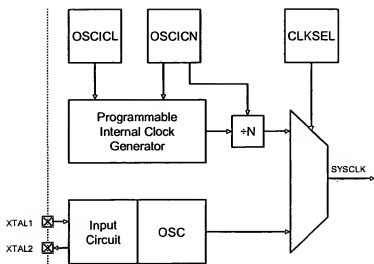 OSCICL
OSCICN
CLKSEL
Programmable
Internal Clock
Generator
÷N
SYSCLK
XTAL1
XTAL2
Input
Circuit
OSC